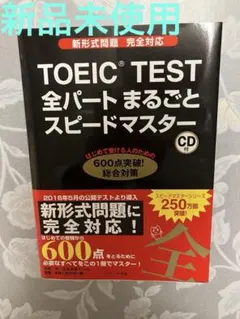 新品未使用
新形式問題 完全対応
TOEIC® TEST
全パート まるごと
スピードマスター
CD
付
はじめて受ける人のための
600点突破!
総合対策
2016年5月の公開テストより導入
新形式問題に
完全対応!
スピードマスターシリーズ
250万部
突破!
全
はじめての受験から
600点をとるために
必要なすべてをこの1冊でマスター!